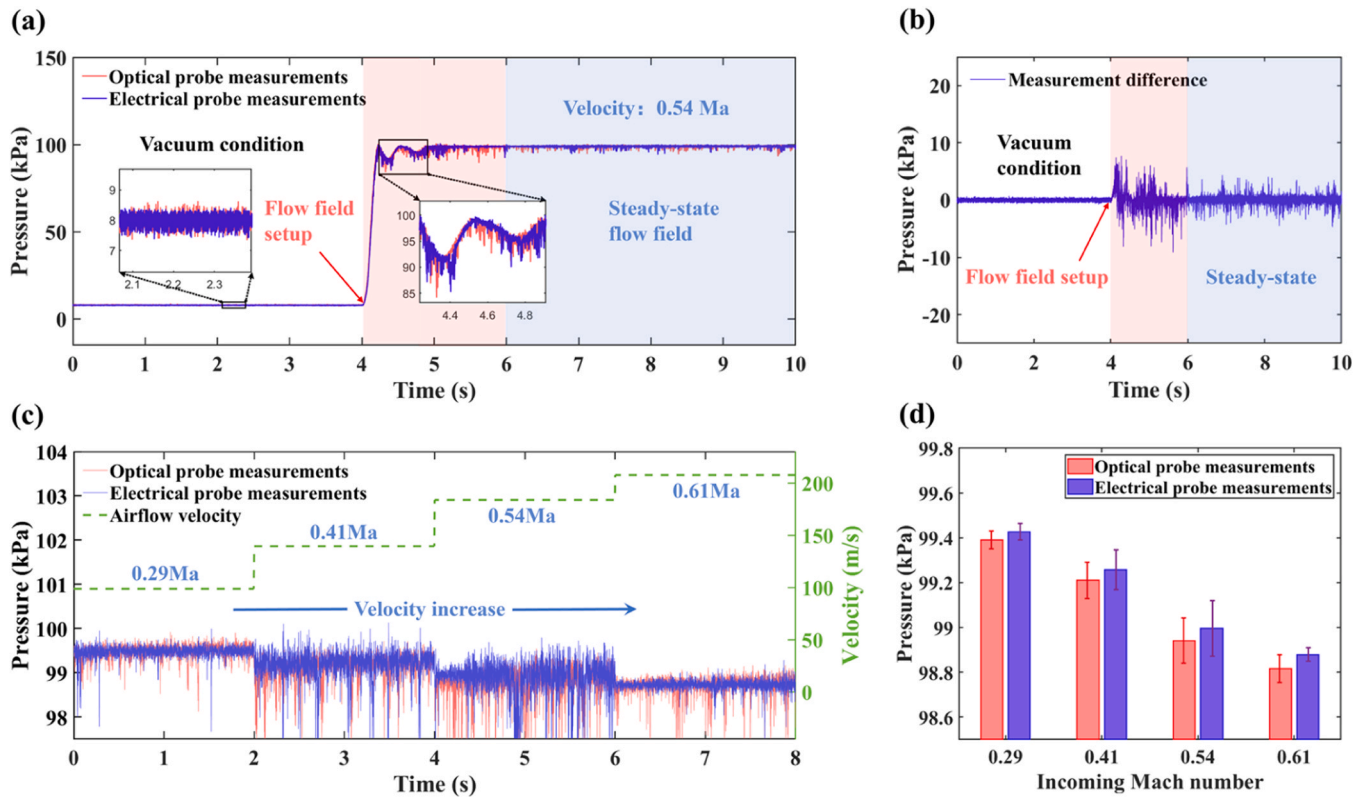 (a)
150
100
50
0
Pressure (kPa)
Optical probe measurements
Electrical probe measurements
Vacuum condition
9
8
7
2.1 2.2 2.3
Flow field
setup
Velocity: 0.54 Ma
100
95
90
85
4.4 4.6 4.8
Steady-state
flow field
0 1 2 3 4 5 6 7 8 9 10
Time (s)
(b)
20
10
0
-10
-20
Pressure (kPa)
Measurement difference
Vacuum
condition
Flow field setup
Steady-state
0 2 4 6 8 10
Time (s)
(c)
104
103
102
101
100
99
98
Pressure (kPa)
Optical probe measurements
Electrical probe measurements
Airflow velocity
0.29Ma
0.41Ma
0.54Ma
0.61Ma
Velocity increase
200
150
100
50
0
Velocity (m/s)
0 1 2 3 4 5 6 7 8
Time (s)
(d)
99.8
99.6
99.4
99.2
99
98.8
98.6
Pressure (kPa)
Optical probe measurements
Electrical probe measurements
0.29 0.41 0.54 0.61
Incoming Mach number